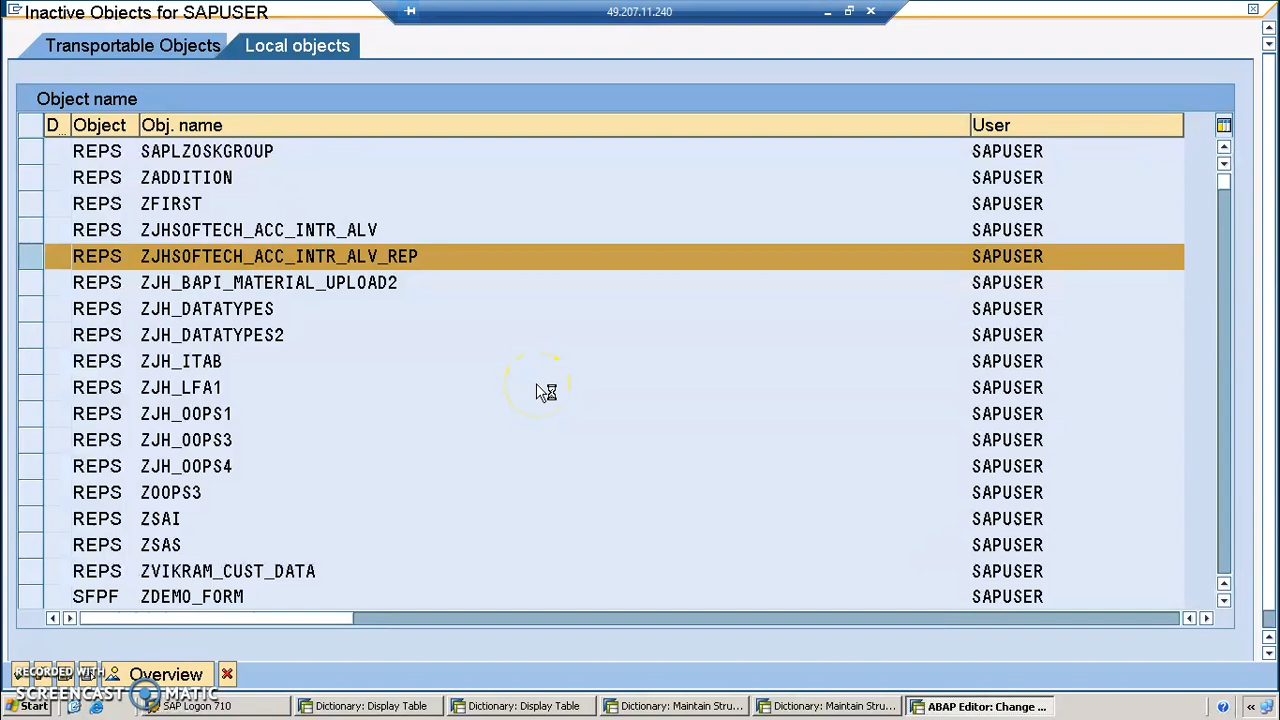 Inactive Objects for SAPUSER
49.207.11.240
Transportable Objects
Local objects
Object name
D.. Object Obj. name User
REPS SAPLZOSKGROUP SAPUSER
REPS ZADDITION SAPUSER
REPS ZFIRST SAPUSER
REPS ZJHSOFTECH_ACC_INTR_ALV SAPUSER
REPS ZJHSOFTECH_ACC_INTR_ALV_REP SAPUSER
REPS ZJH_BAPI_MATERIAL_UPLOAD2 SAPUSER
REPS ZJH_DATATYPES SAPUSER
REPS ZJH_DATATYPES2 SAPUSER
REPS ZJH_ITAB SAPUSER
REPS ZJH_LFA1 SAPUSER
REPS ZJH_OOPS1 SAPUSER
REPS ZJH_OOPS3 SAPUSER
REPS ZJH_OOPS4 SAPUSER
REPS ZOOPS3 SAPUSER
REPS ZSAI SAPUSER
REPS ZSAS SAPUSER
REPS ZVIKRAM_CUST_DATA SAPUSER
SFPF ZDEMO_FORM SAPUSER
Overview
RECORDED WITH
SCREENCAST MATIC
Start SAP Logon 710 Dictionary: Display Table Dictionary: Display Table Dictionary: Maintain Stru... Dictionary: Maintain Stru... ABAP Editor: Change ...